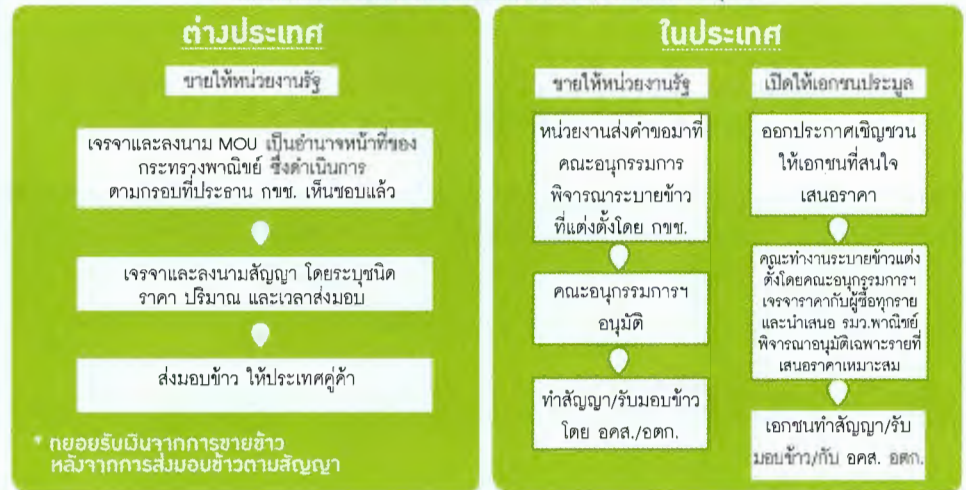 ต่างประเทศ
ขายให้หน่วยงานรัฐ
เจรจาและลงนาม MOU เป็นอำนาจหน้าที่ของ
กระทรวงพาณิชย์ ซึ่งดำเนินการ
ตามกรอบที่ประธาน กขช. เห็นชอบแล้ว
เจรจาและลงนามสัญญา โดยระบุชนิด
ราคา ปริมาณ และเวลาส่งมอบ
ส่งมอบข้าว ให้ประเทศคู่ค้า
* ทยอยรับเงินจากการขายข้าว
หลังจากการส่งมอบข้าวตามสัญญา
ในประเทศ
ขายให้หน่วยงานรัฐ
หน่วยงานส่งคำขอมาที่
คณะอนุกรรมการ
พิจารณาระบายข้าว
ที่แต่งตั้งโดย กขช.
คณะอนุกรรมการฯ
อนุมัติ
ทำสัญญา/รับมอบข้าว
โดย อคส./อตก.
เปิดให้เอกชนประมูล
ออกประกาศเชิญชวน
ให้เอกชนที่สนใจ
เสนอราคา
คณะทำงานระบายข้าวแต่ง
ตั้งโดยคณะอนุกรรมการฯ
เจรจาราคากับผู้ซื้อทุกราย
และนำเสนอ รมว.พาณิชย์
พิจารณาอนุมัติเฉพาะรายที่
เสนอราคาเหมาะสม
เอกชนทำสัญญา/รับ
มอบข้าว/กับ อคส. อตก.